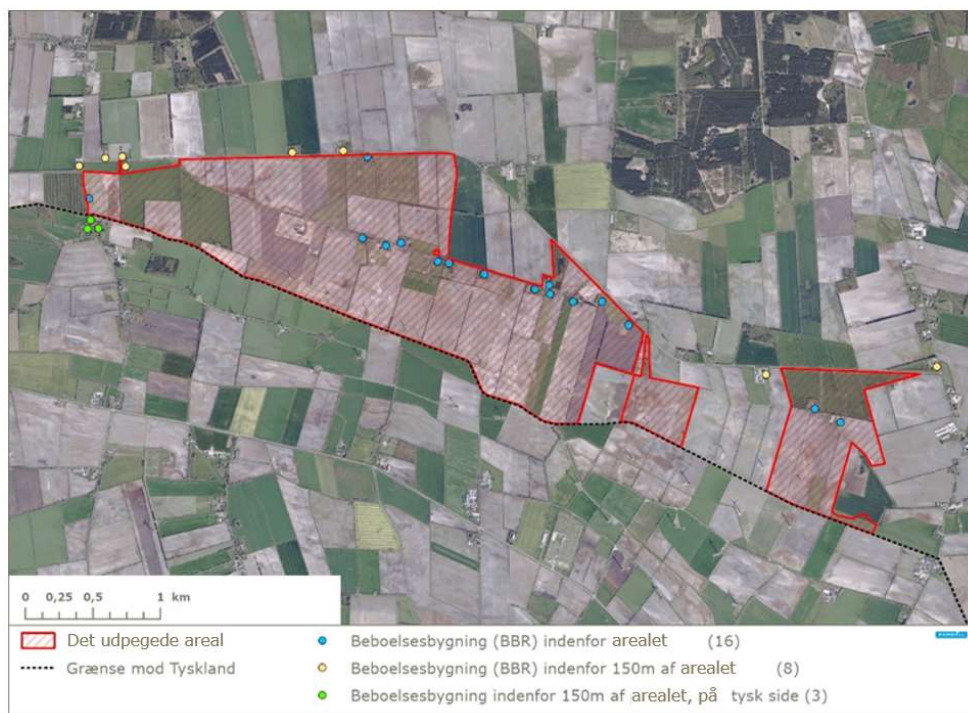 0 0,25 0,5 1 km
Det udpegede areal
Beboelsesbygning (BBR) indenfor arealet (16)
Grænse mod Tyskland
Beboelsesbygning (BBR) indenfor 150m af arealet (8)
Beboelsesbygning indenfor 150m af arealet, på tysk side (3)